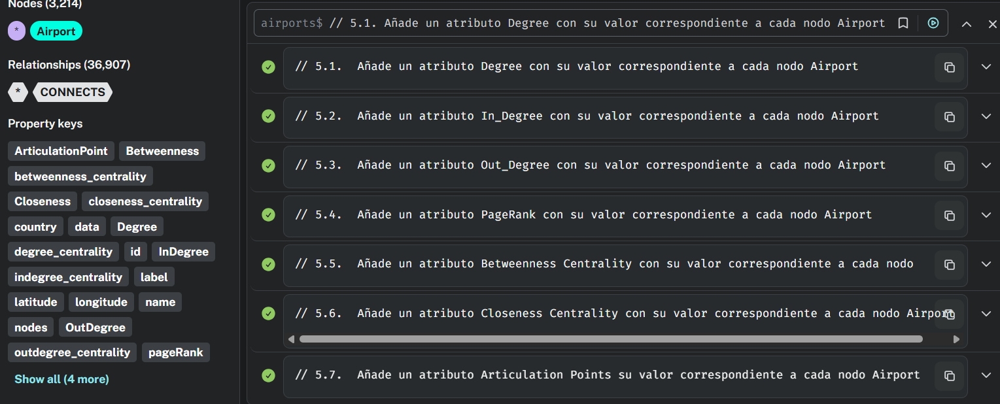 Nodes (3,214)
* Airport
Relationships (36,907)
* CONNECTS
Property keys
ArticulationPoint Betweenness
betweenness_centrality
Closeness closeness_centrality
country data Degree
degree_centrality id InDegree
indegree_centrality label
latitude longitude name
nodes OutDegree
outdegree_centrality pageRank
Show all (4 more)
airports$ // 5.1. Añade un atributo Degree con su valor correspondiente a cada nodo Airport
// 5.1. Añade un atributo Degree con su valor correspondiente a cada nodo Airport
// 5.2. Añade un atributo In_Degree con su valor correspondiente a cada nodo Airport
// 5.3. Añade un atributo Out_Degree con su valor correspondiente a cada nodo Airport
// 5.4. Añade un atributo PageRank con su valor correspondiente a cada nodo Airport
// 5.5. Añade un atributo Betweenness Centrality con su valor correspondiente a cada nodo
// 5.6. Añade un atributo Closeness Centrality con su valor correspondiente a cada nodo Airport
// 5.7. Añade un atributo Articulation Points su valor correspondiente a cada nodo Airport